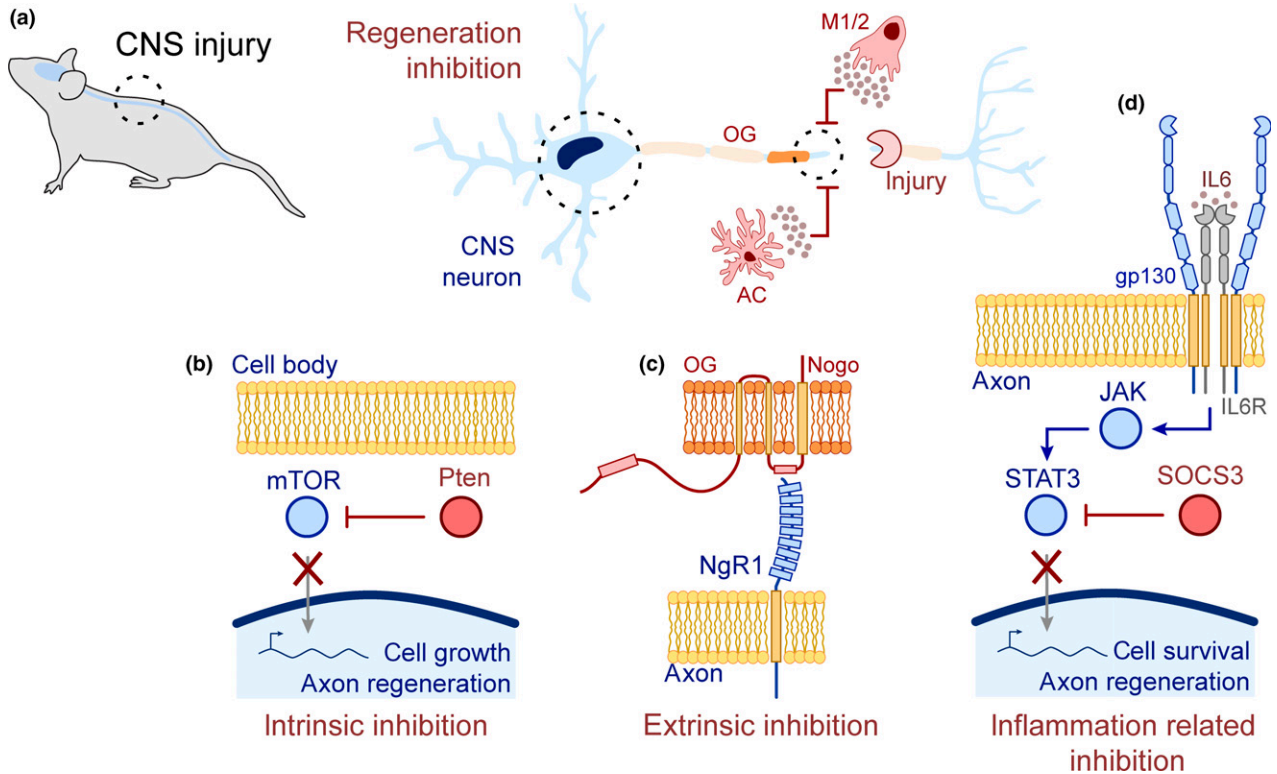 (a)
CNS injury
Regeneration
inhibition
M1/2
OG
Injury
CNS
neuron
AC
(b)
Cell body
mTOR
Pten
Cell growth
Axon regeneration
Intrinsic inhibition
(c)
OG
Nogo
NgR1
Axon
Extrinsic inhibition
(d)
IL6
gp130
Axon
IL6R
JAK
STAT3
SOCS3
Cell survival
Axon regeneration
Inflammation related
inhibition